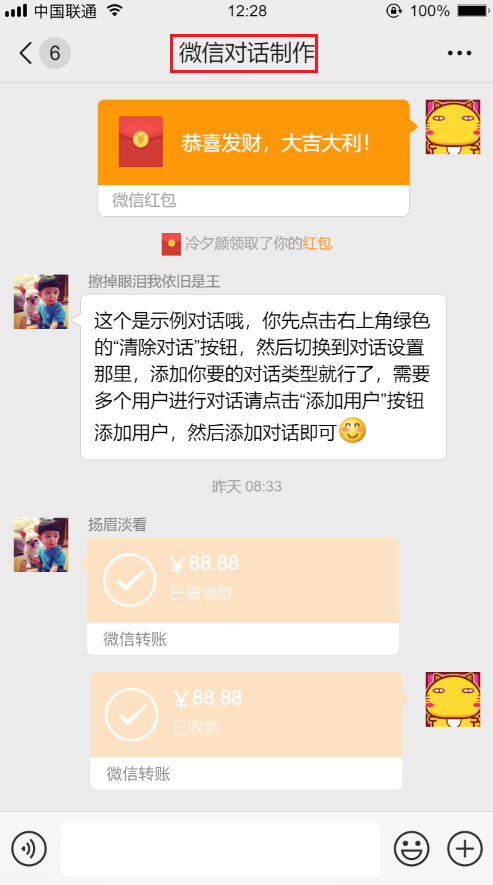 中国联通 12:28 100%
6 微信对话制作
恭喜发财，大吉大利！
微信红包
冷夕颜领取了你的红包
擦掉眼泪我依旧是王
这个是示例对话哦，你先点击右上角绿色
的“清除对话”按钮，然后切换到对话设置
那里，添加你要的对话类型就行了，需要
多个用户进行对话请点击“添加用户”按钮
添加用户，然后添加对话即可😊
昨天 08:33
扬眉淡看
￥88.88
已被领取
微信转账
￥88.88
已收款
微信转账